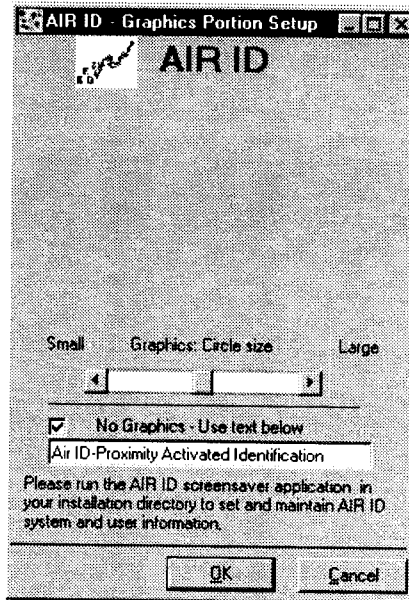 AIR ID - Graphics Portion Setup
AIR ID
Small Graphics: Circle size Large
No Graphics - Use text below
Air ID-Proximity Activated Identification
Please run the AIR ID screensaver application in
your installation directory to set and maintain AIR ID
system and user information.
OK Cancel